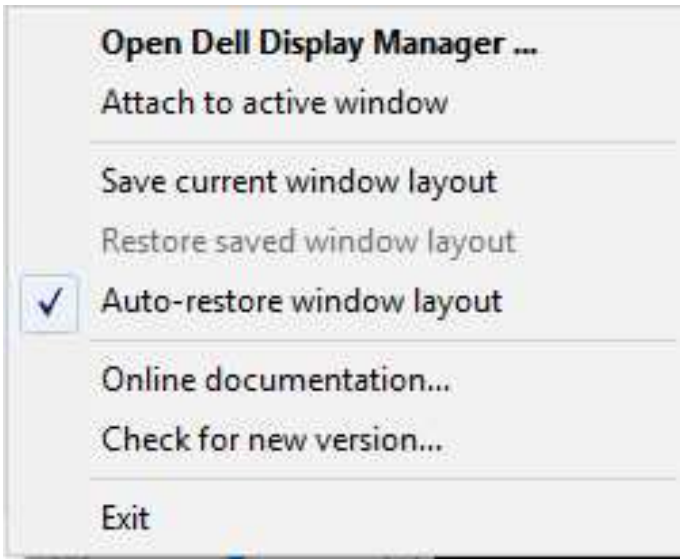 Open Dell Display Manager ...
Attach to active window
Save current window layout
Restore saved window layout
Auto-restore window layout
Online documentation...
Check for new version...
Exit